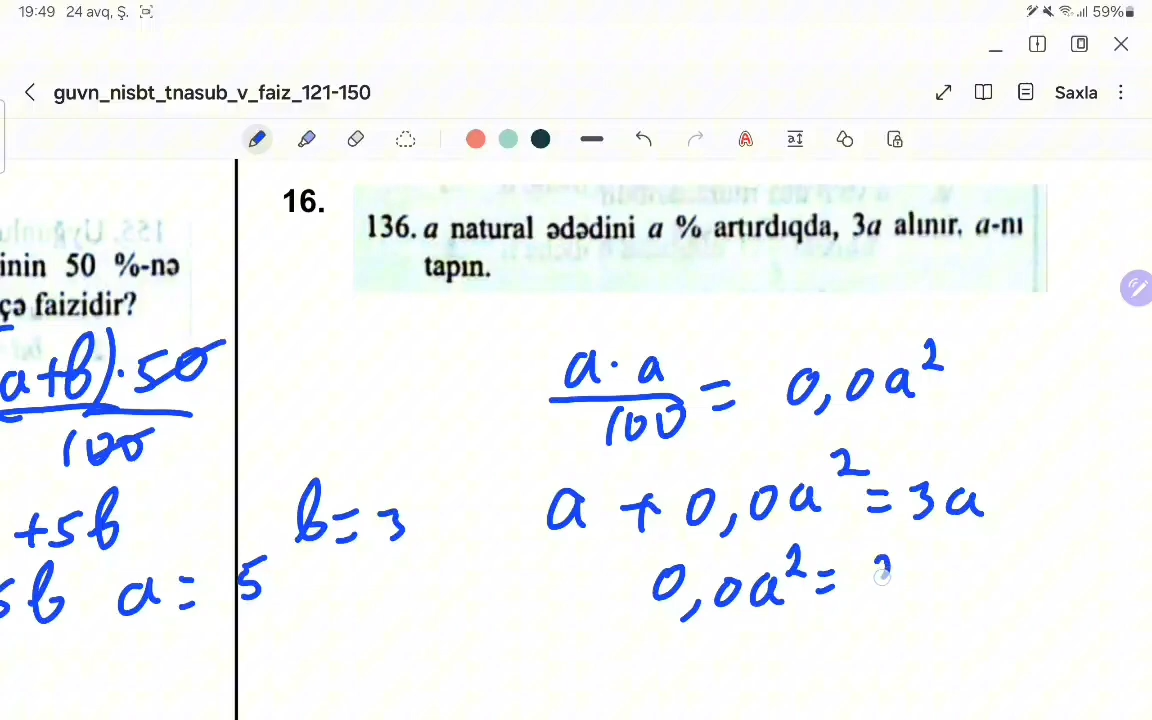 19:49 24 avq, Ş. 59%
guvn_nisbt_tnasub_v_faiz_121-150 Saxla
16.
136. a natural ədədini a % artırdıqda, 3a alınır. a-nı
tapın.
inin 50 %-nə
çə faizidir?
a+b)·50
100
+5b
5b a = 5
b = 3
a · a
100 = 0,0a²
a + 0,0a² = 3a
0,0a² =